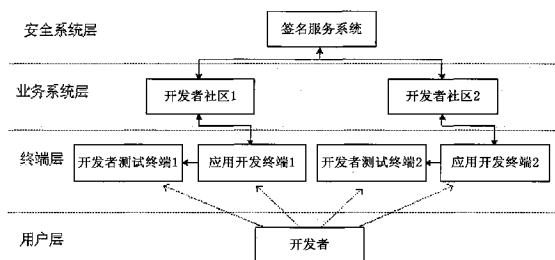 安全系统层
签名服务系统
业务系统层
开发者社区1
开发者社区2
终端层
开发者测试终端1
应用开发终端1
开发者测试终端2
应用开发终端2
用户层
开发者